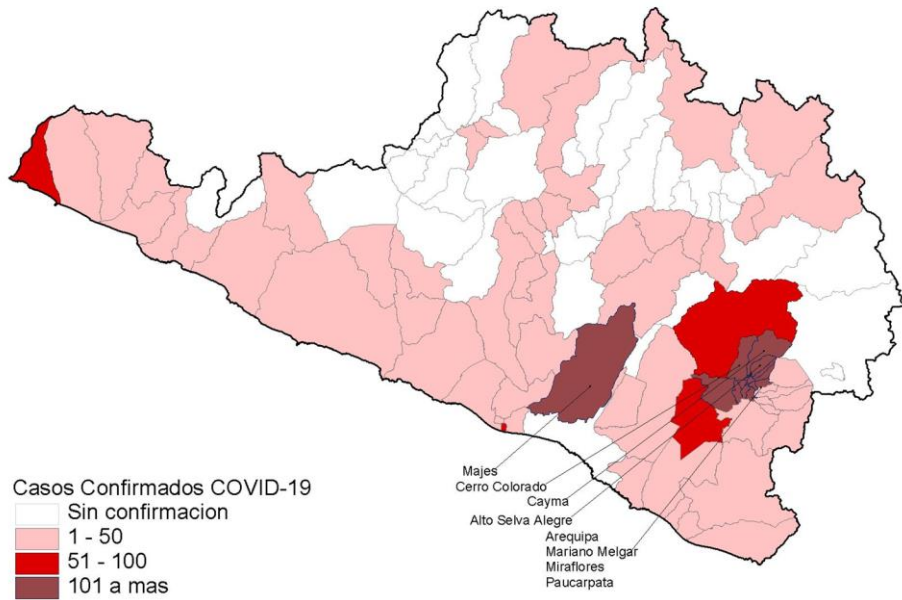 Majes
Cerro Colorado
Cayma
Alto Selva Alegre
Arequipa
Mariano Melgar
Miraflores
Paucarpata
Casos Confirmados COVID-19
Sin confirmacion
1 - 50
51 - 100
101 a mas